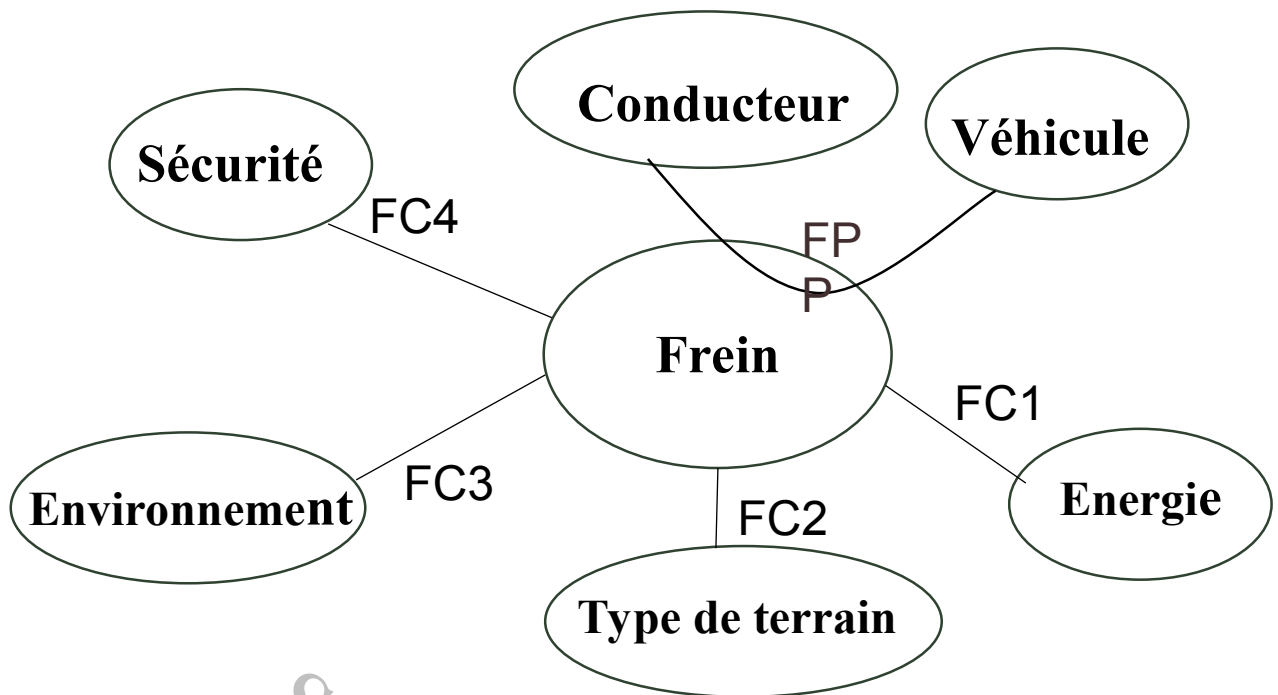 Conducteur
Véhicule
Sécurité
FC4
FP
P
Frein
FC1
Energie
Environnement
FC3
FC2
Type de terrain